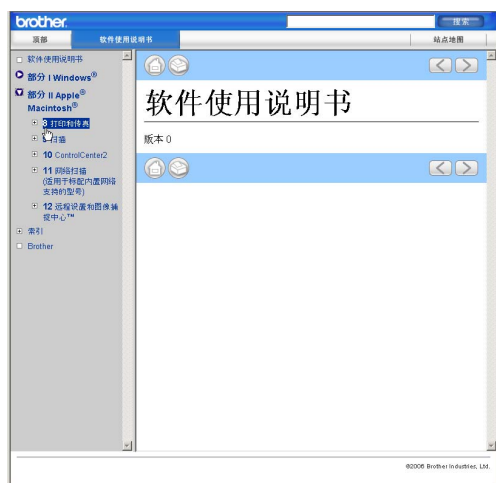 brother.
搜索
顶部
软件使用说明书
站点地图
软件使用说明书
部分 I Windows®
部分 II Apple®
Macintosh®
8 打印和传真
扫描
10 ControlCenter2
11 网络扫描
(适用于标配内置网络
支持的型号)
12 远程设置和图像捕
捉中心™
索引
Brother
软件使用说明书
版本 0
©2006 Brother Industries, Ltd.